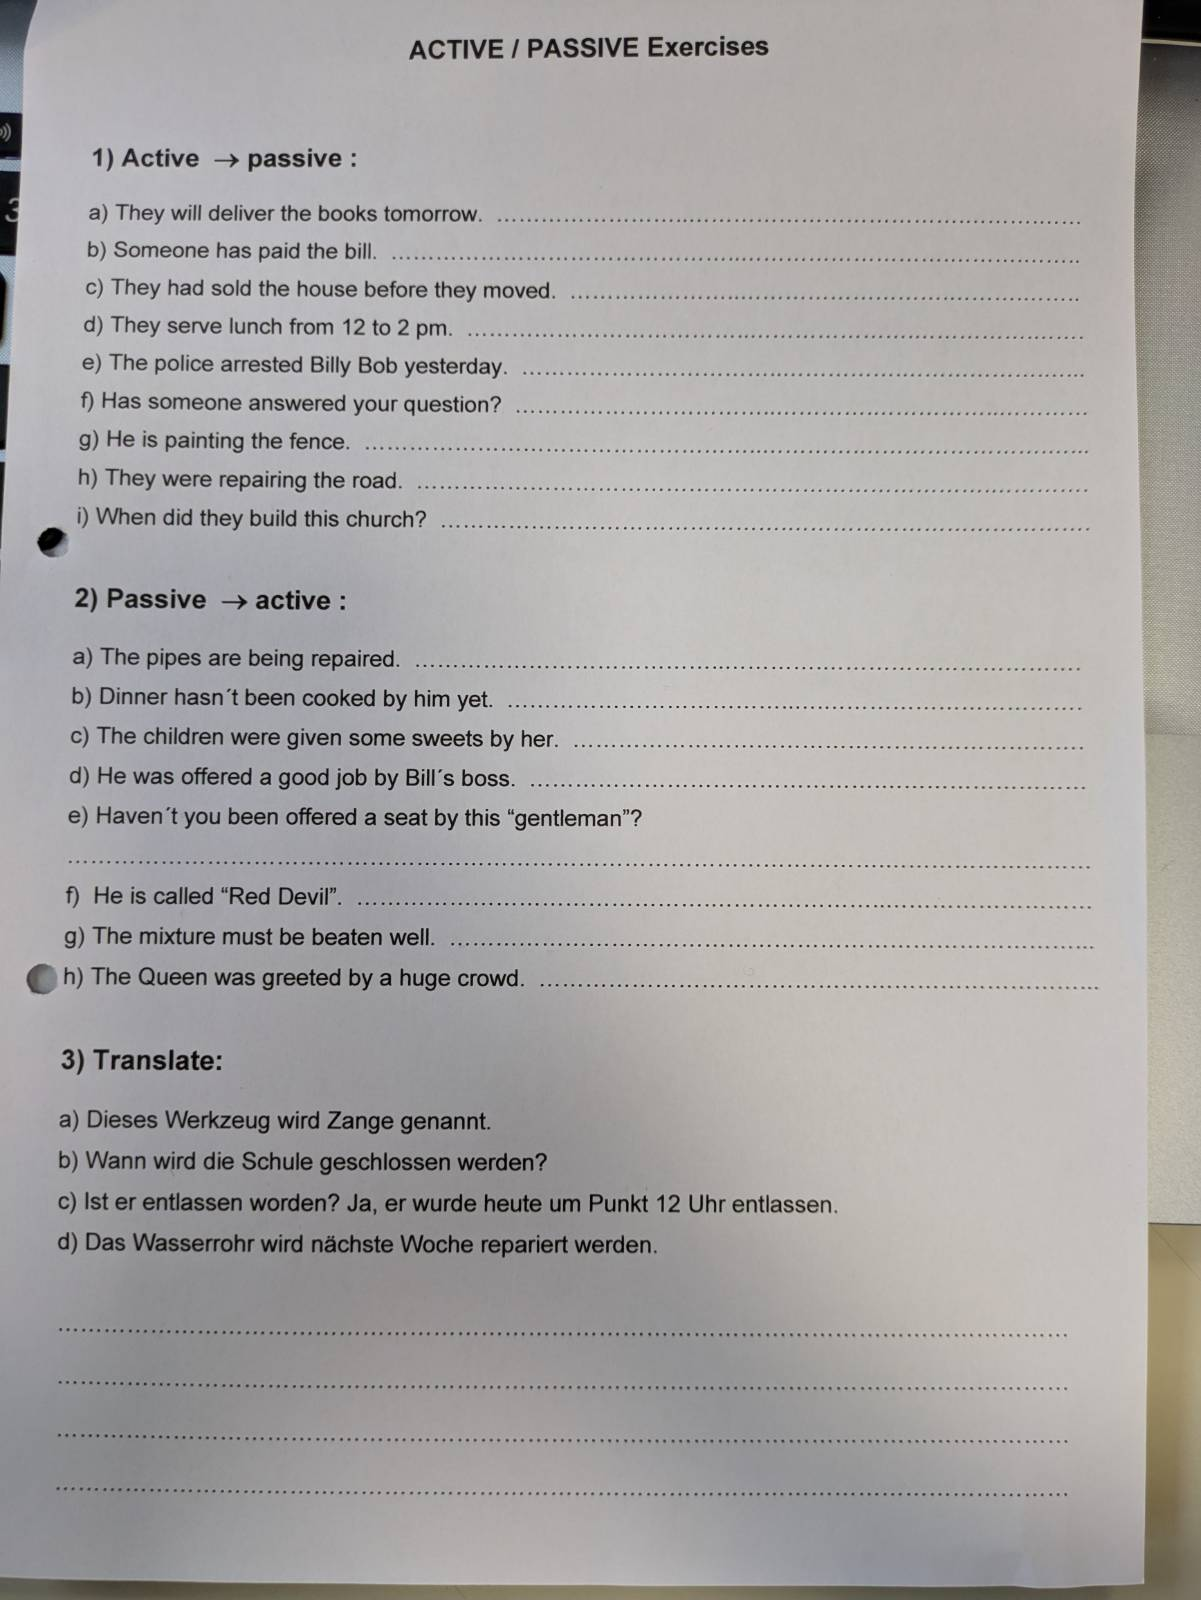 ACTIVE / PASSIVE Exercises
1) Active → passive :
a) They will deliver the books tomorrow. ................................
b) Someone has paid the bill. ................................
c) They had sold the house before they moved. ................................
d) They serve lunch from 12 to 2 pm. ................................
e) The police arrested Billy Bob yesterday. ................................
f) Has someone answered your question? ................................
g) He is painting the fence. ................................
h) They were repairing the road. ................................
i) When did they build this church? ................................
2) Passive → active :
a) The pipes are being repaired. ................................
b) Dinner hasn´t been cooked by him yet. ................................
c) The children were given some sweets by her. ................................
d) He was offered a good job by Bill´s boss. ................................
e) Haven´t you been offered a seat by this “gentleman”?
................................
f) He is called “Red Devil”. ................................
g) The mixture must be beaten well. ................................
h) The Queen was greeted by a huge crowd. ................................
3) Translate:
a) Dieses Werkzeug wird Zange genannt.
b) Wann wird die Schule geschlossen werden?
c) Ist er entlassen worden? Ja, er wurde heute um Punkt 12 Uhr entlassen.
d) Das Wasserrohr wird nächste Woche repariert werden.
................................
................................
................................
................................